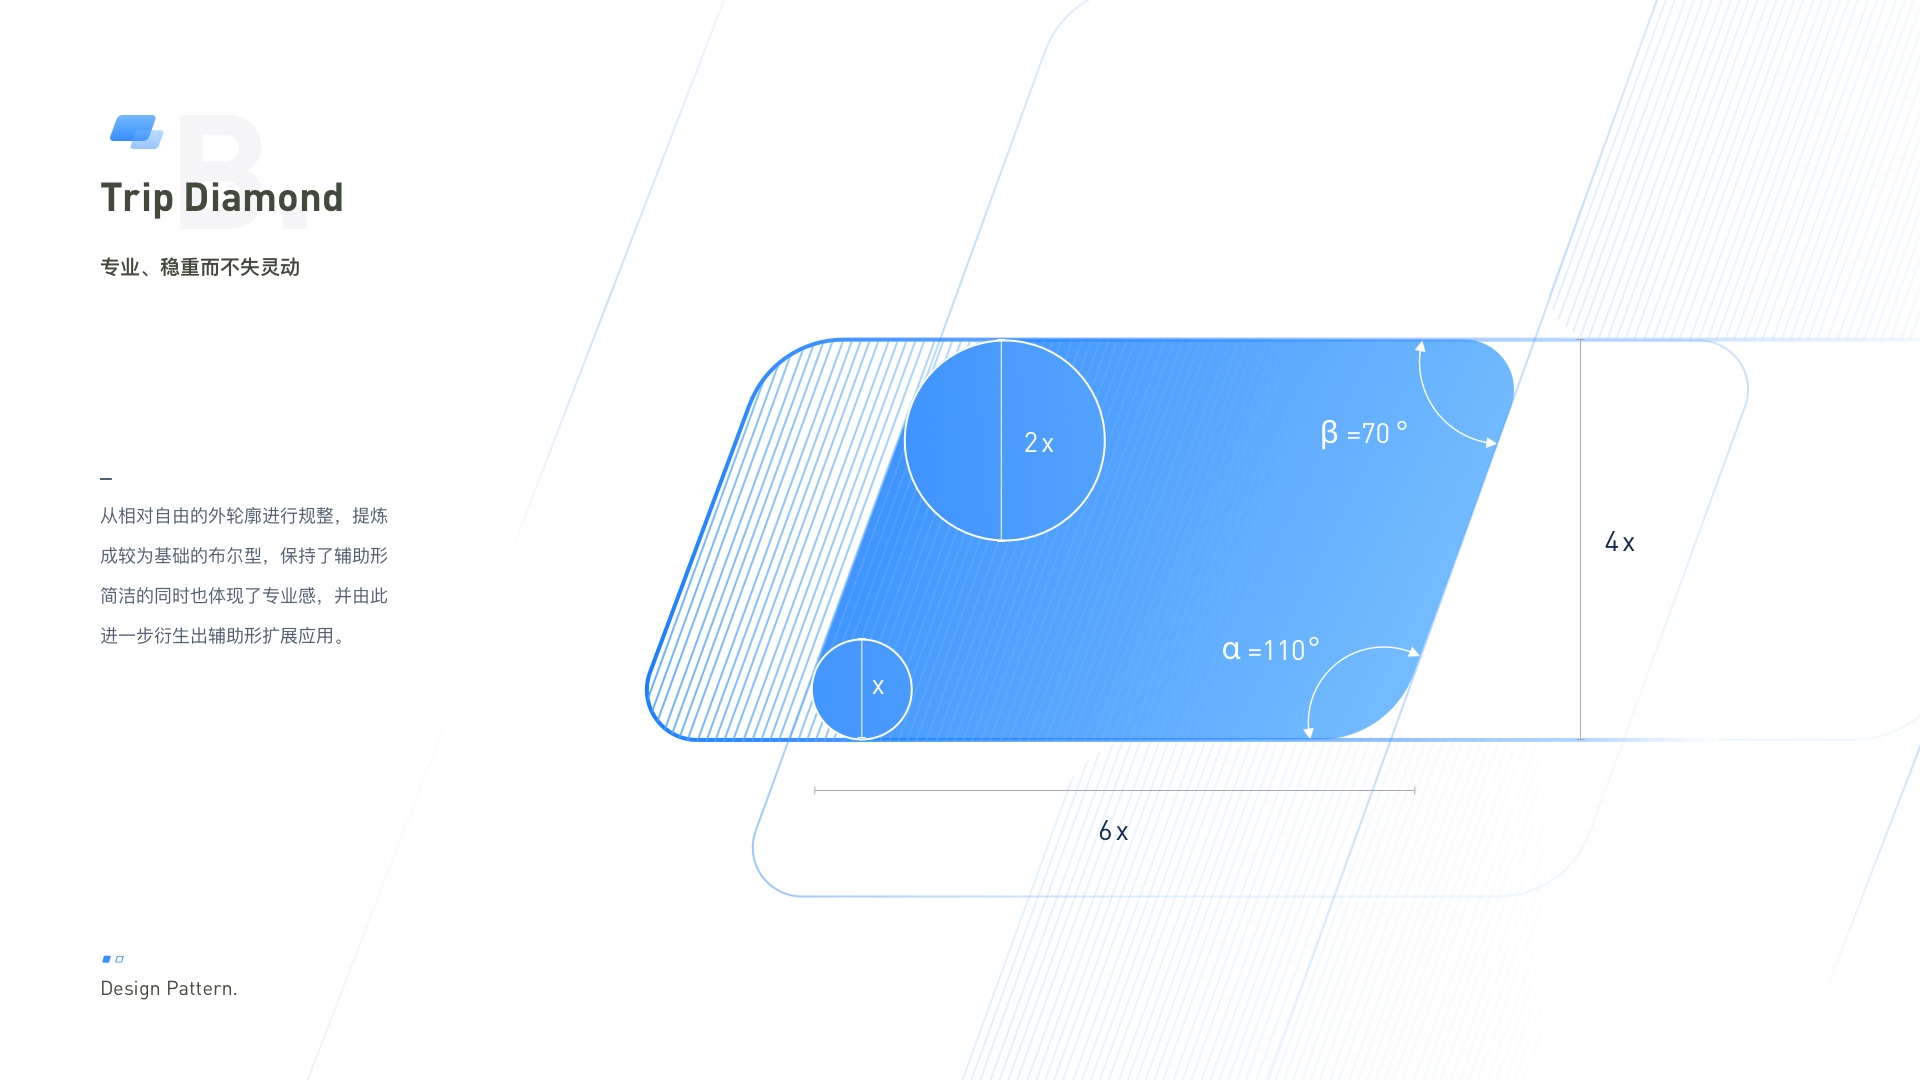 B.
Trip Diamond
专业、稳重而不失灵动
从相对自由的外轮廓进行规整，提炼
成较为基础的布尔型，保持了辅助形
简洁的同时也体现了专业感，并由此
进一步衍生出辅助形扩展应用。
Design Pattern.
2x
β =70°
4x
α =110°
x
6x